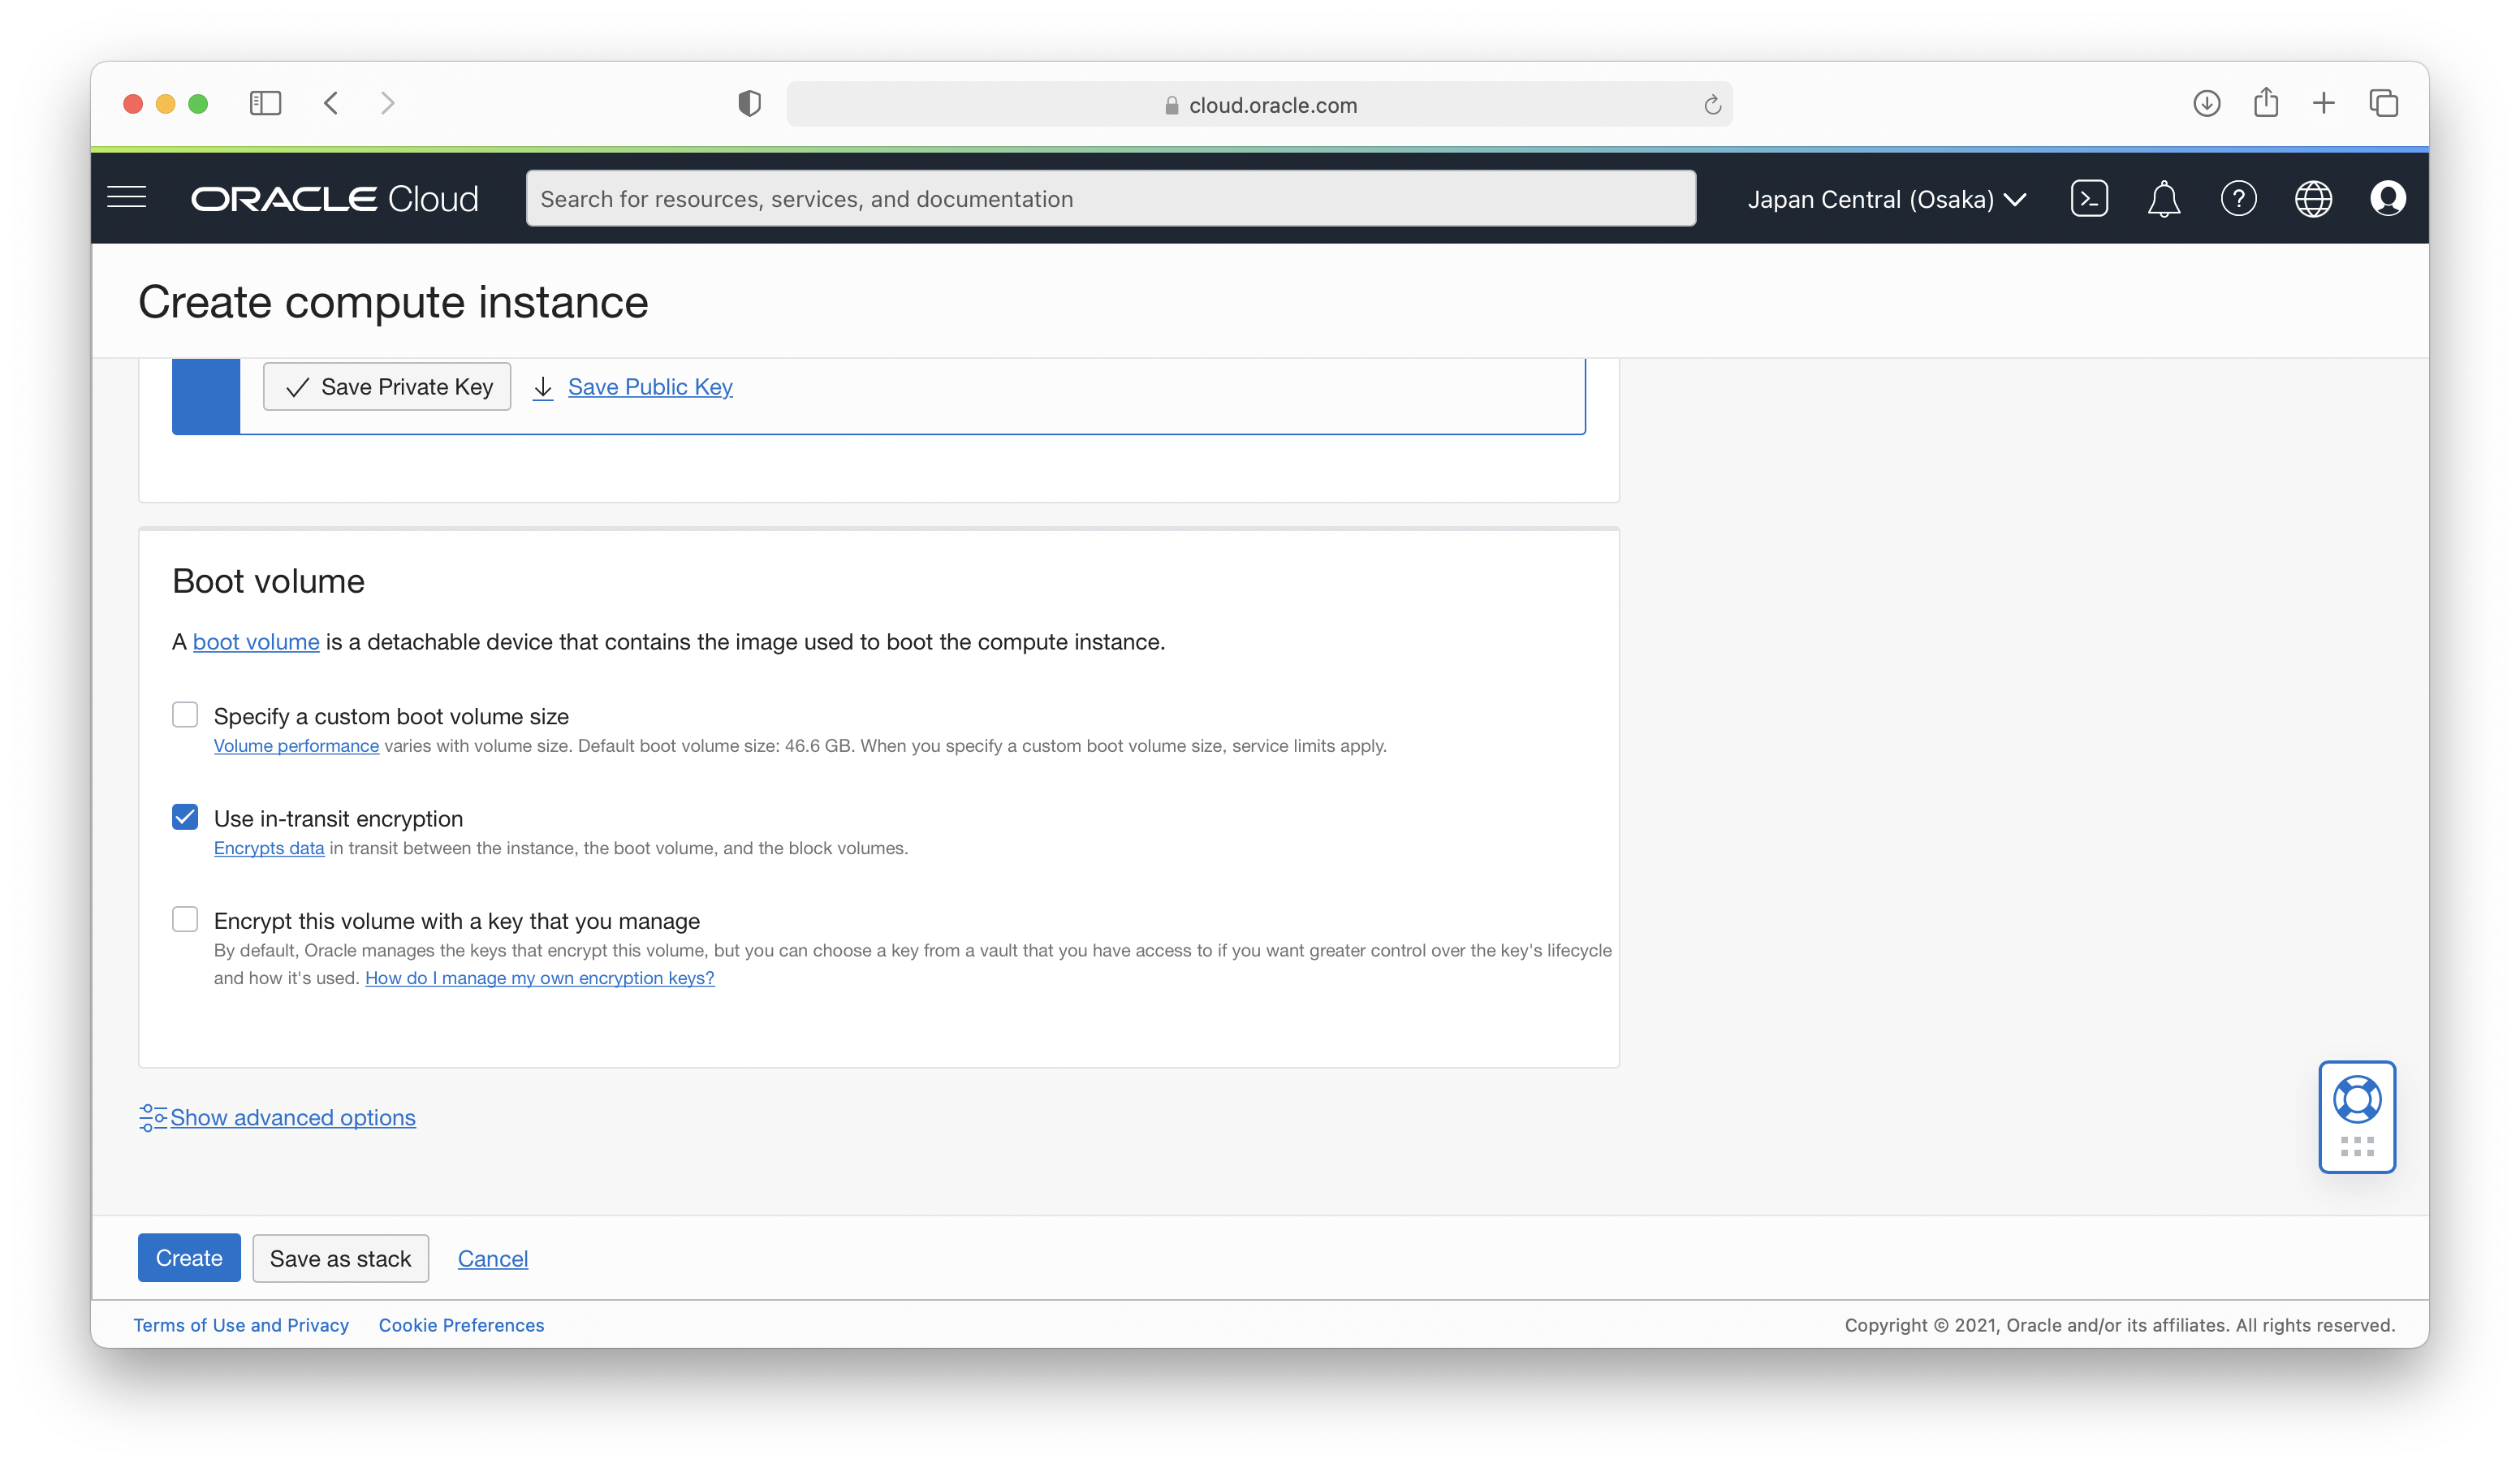 cloud.oracle.com
ORACLE Cloud
Search for resources, services, and documentation
Japan Central (Osaka)
Create compute instance
Save Private Key
Save Public Key
Boot volume
A boot volume is a detachable device that contains the image used to boot the compute instance.
Specify a custom boot volume size
Volume performance varies with volume size. Default boot volume size: 46.6 GB. When you specify a custom boot volume size, service limits apply.
Use in-transit encryption
Encrypts data in transit between the instance, the boot volume, and the block volumes.
Encrypt this volume with a key that you manage
By default, Oracle manages the keys that encrypt this volume, but you can choose a key from a vault that you have access to if you want greater control over the key's lifecycle
and how it's used. How do I manage my own encryption keys?
Show advanced options
Create
Save as stack
Cancel
Terms of Use and Privacy
Cookie Preferences
Copyright © 2021, Oracle and/or its affiliates. All rights reserved.